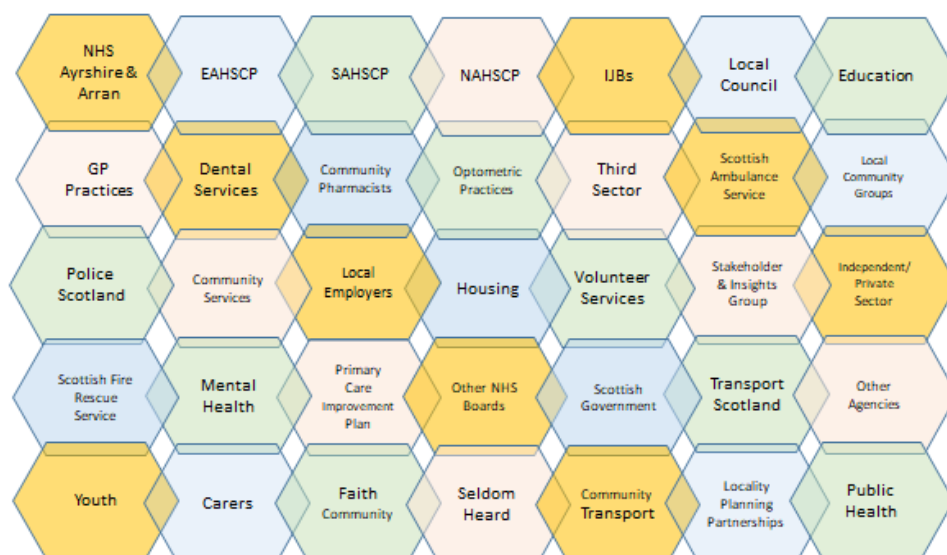 NHS
Ayrshire &
Arran
EAHSCP
SAHSCP
NAHSCP
IJBs
Local
Council
Education
GP
Practices
Dental
Services
Community
Pharmacists
Optometric
Practices
Third
Sector
Scottish
Ambulance
Service
Local
Community
Groups
Police
Scotland
Community
Services
Local
Employers
Housing
Volunteer
Services
Stakeholder
& Insights
Group
Independent/
Private
Sector
Scottish Fire
Rescue
Service
Mental
Health
Primary
Care
Improvement
Plan
Other NHS
Boards
Scottish
Government
Transport
Scotland
Other
Agencies
Youth
Carers
Faith
Community
Seldom
Heard
Community
Transport
Locality
Planning
Partnerships
Public
Health